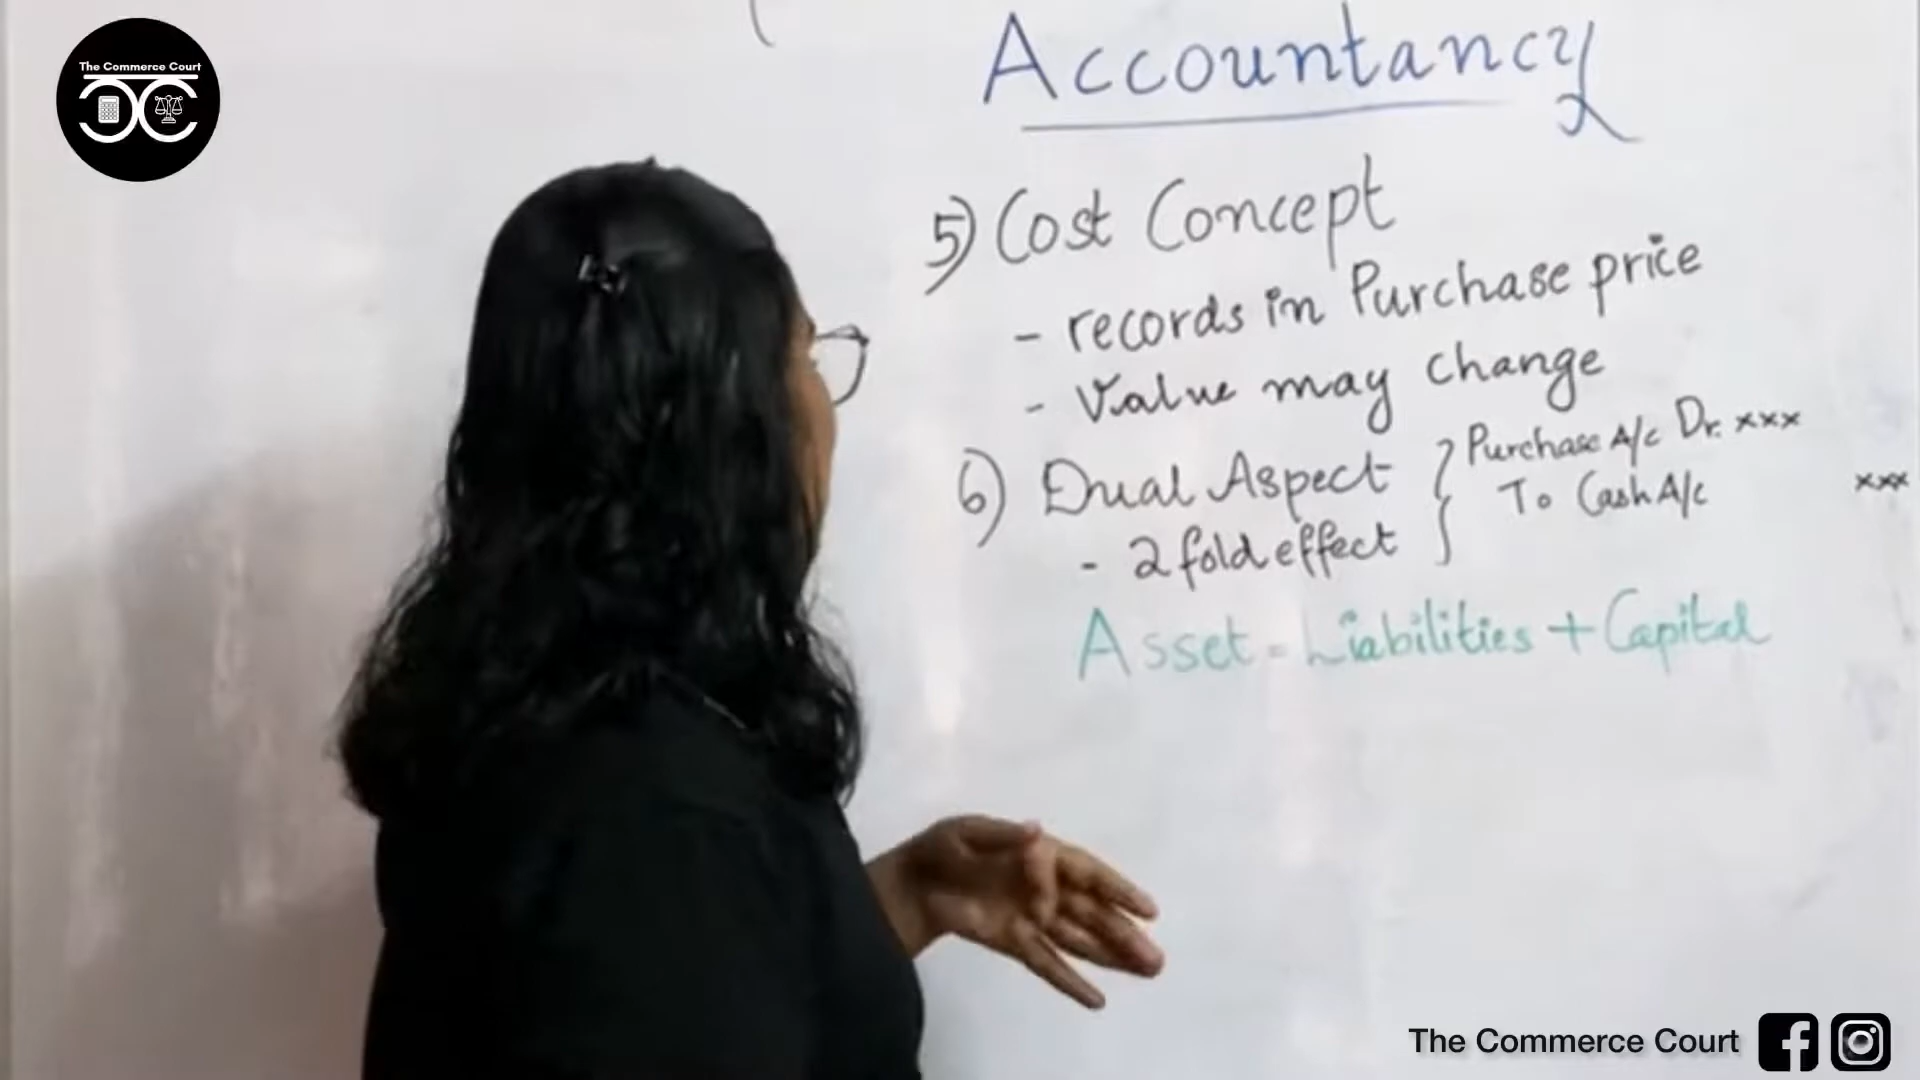 The Commerce Court
Accountancy
5) Cost Concept
- records in Purchase price
- Value may change
6) Dual Aspect
- 2 fold effect
Purchase A/c Dr. xxx
To Cash A/c xxx
Asset = Liabilities + Capital
The Commerce Court